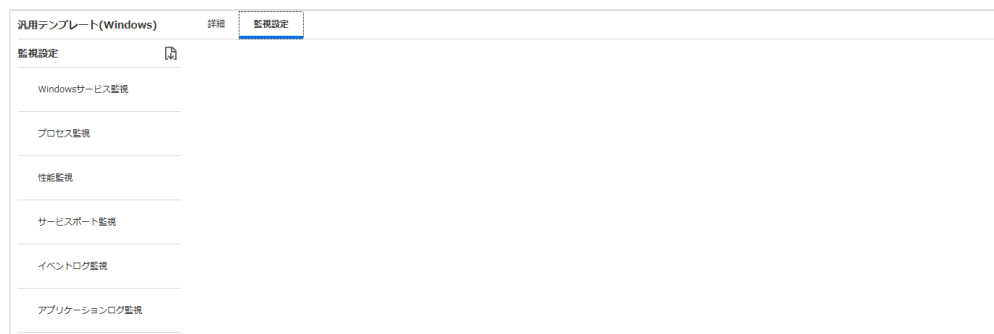 汎用テンプレート(Windows)
詳細
監視設定
監視設定
Windowsサービス監視
プロセス監視
性能監視
サービスポート監視
イベントログ監視
アプリケーションログ監視